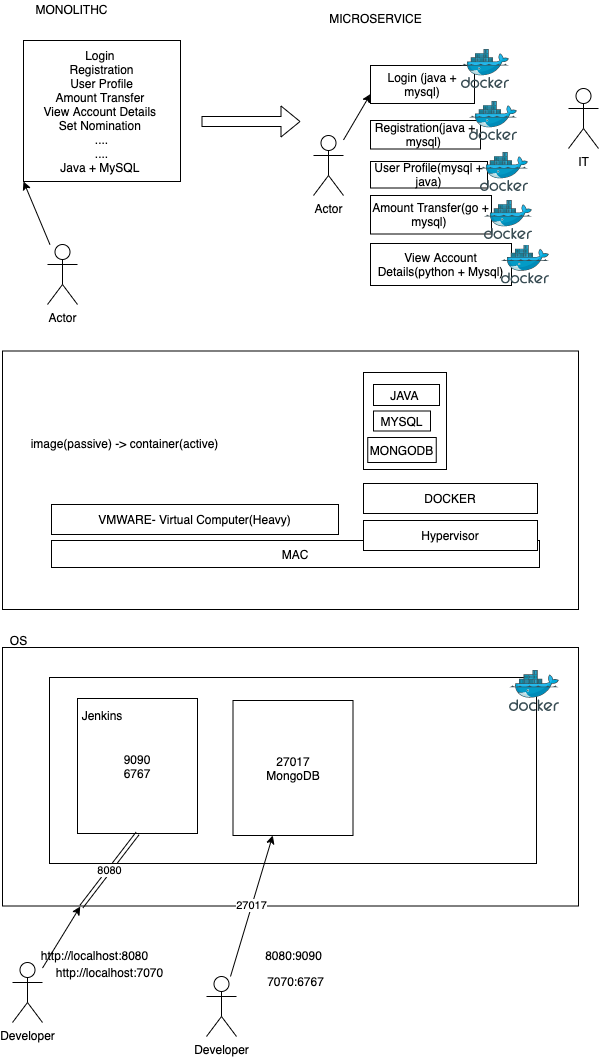 MONOLITHC
MICROSERVICE
Login
Registration
User Profile
Amount Transfer
View Account Details
Set Nomination
....
....
Java + MySQL
Actor
Login (java +
mysql)
docker
Registration(java +
mysql)
docker
User Profile(mysql +
java)
docker
Amount Transfer(go +
mysql)
docker
View Account
Details(python + Mysql)
docker
Actor
IT
image(passive) -> container(active)
JAVA
MYSQL
MONGODB
DOCKER
VMWARE- Virtual Computer(Heavy)
Hypervisor
MAC
OS
docker
Jenkins
9090
6767
27017
MongoDB
8080
27017
http://localhost:8080
http://localhost:7070
8080:9090
7070:6767
Developer
Developer